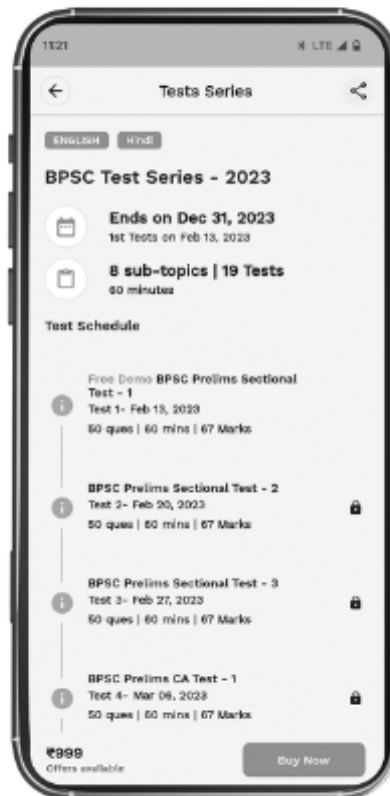 11:21
LTE
Tests Series
ENGLISH Hindi
BPSC Test Series - 2023
Ends on Dec 31, 2023
1st Tests on Feb 13, 2023
8 sub-topics | 19 Tests
60 minutes
Test Schedule
Free Demo BPSC Prelims Sectional
Test - 1
Test 1- Feb 13, 2023
50 ques | 60 mins | 67 Marks
BPSC Prelims Sectional Test - 2
Test 2- Feb 20, 2023
50 ques | 60 mins | 67 Marks
BPSC Prelims Sectional Test - 3
Test 3- Feb 27, 2023
50 ques | 60 mins | 67 Marks
BPSC Prelims CA Test - 1
Test 4- Mar 06, 2023
50 ques | 60 mins | 67 Marks
₹999
Offers available
Buy Now